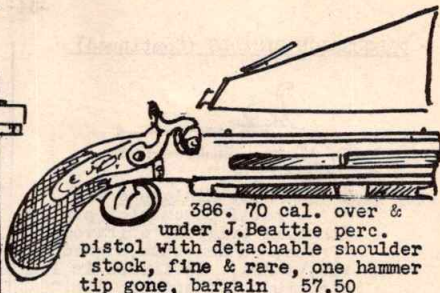 386. 70 cal. over &
under J.Beattie perc.
pistol with detachable shoulder
stock, fine & rare, one hammer
tip gone, bargain 57.50